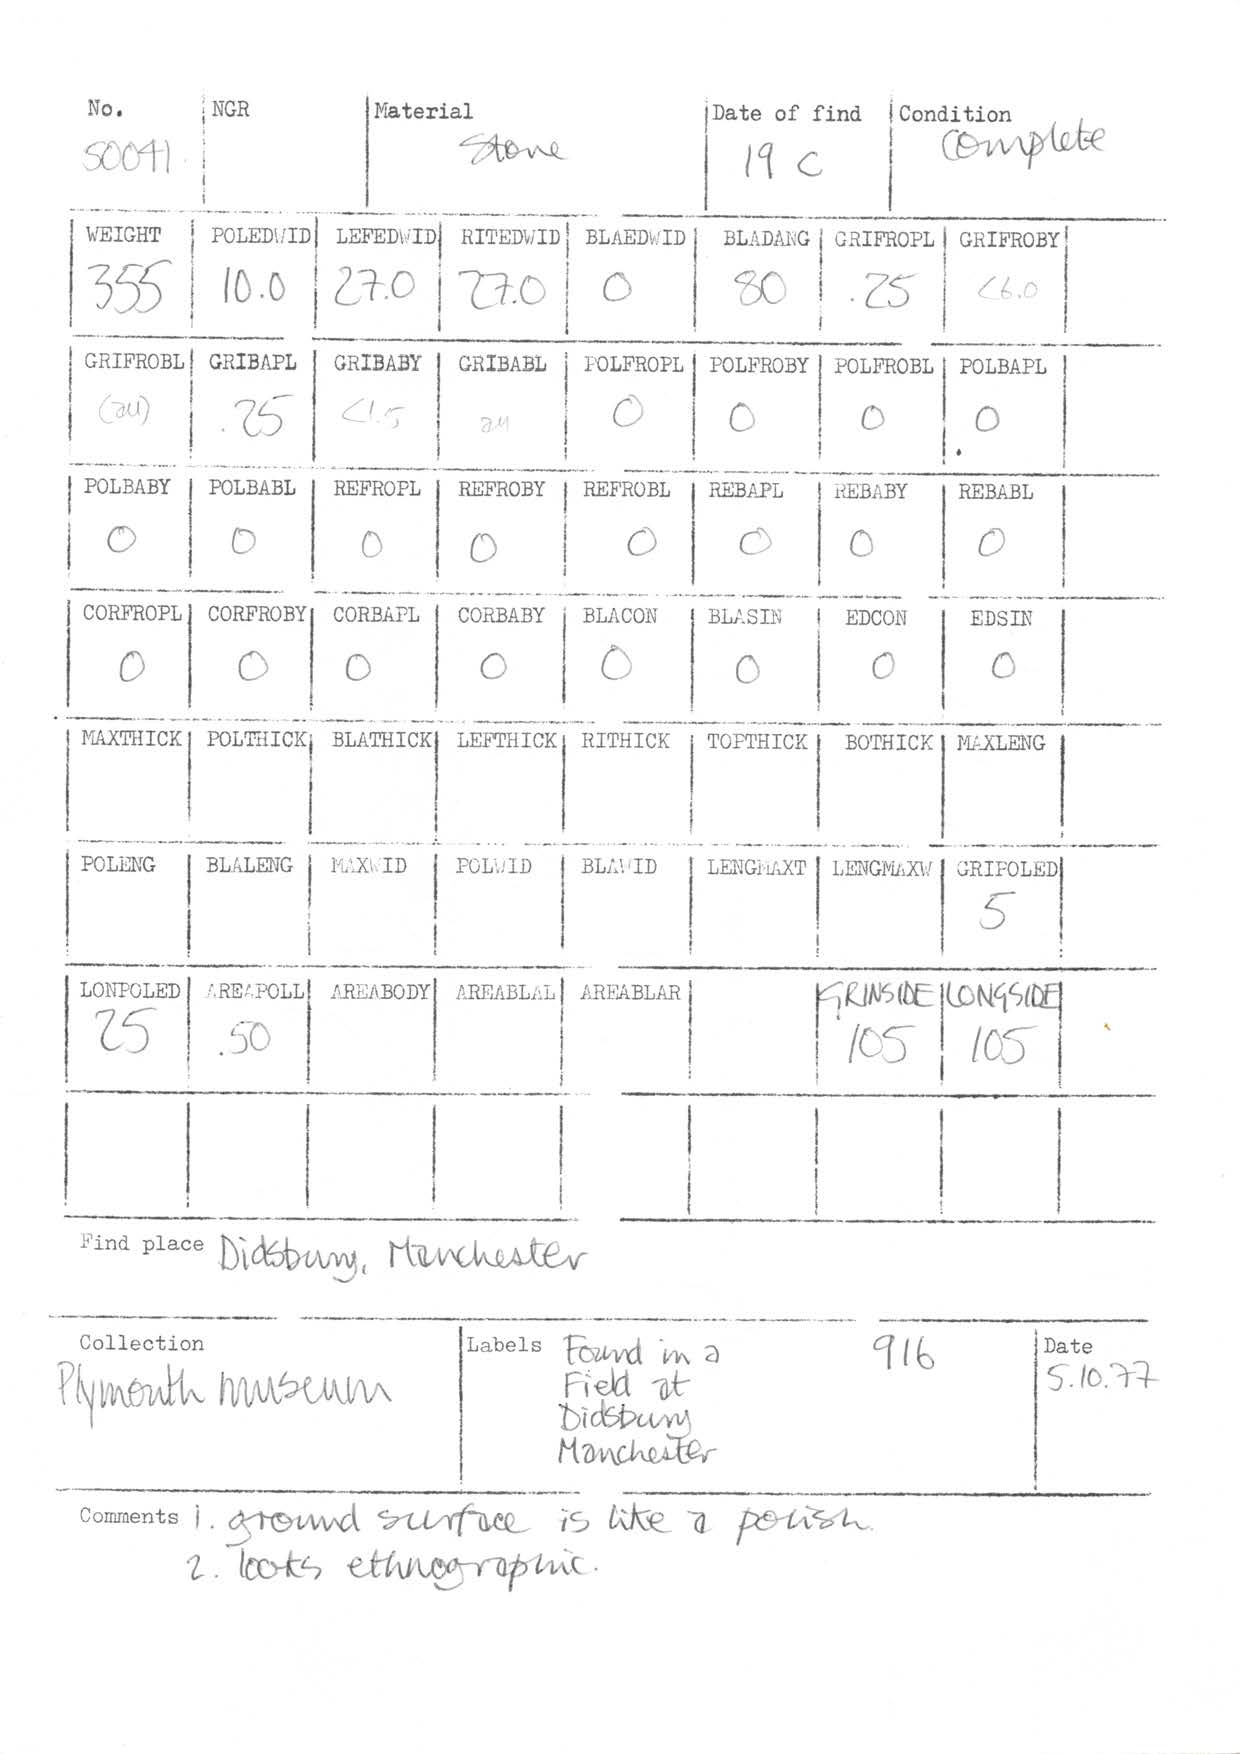 No. NGR Material Date of find Condition
S0041 Stone 19 C Complete
WEIGHT POLEDWID LEFEDWID RITEDWID BLAEDWID BLADANG GRIFROPL GRIFROBY
355 10.0 27.0 27.0 0 80 .25 <6.0
GRIFROBL GRIBAPL GRIBABY GRIBABL POLFROPL POLFROBY POLFROBL POLBAPL
(all) .25 <1.5 all 0 0 0 0
POLBABY POLBABL REFROPL REFROBY REFROBL REBAPL REBABY REBABL
0 0 0 0 0 0 0 0
CORFROPL CORFROBY CORBAPL CORBABY BLACON BLASIN EDCON EDSIN
0 0 0 0 0 0 0 0
MAXTHICK POLTHICK BLATHICK LEFTHICK RITHICK TOPTHICK BOTHICK MAXLENG
POLENG BLALENG MAXWID POLWID BLAWID LENGMAXT LENGMAXW GRIPOLED
5
LONPOLED AREAPOLL AREABODY AREABLAL AREABLAR GRINSIDE LONGSIDE
25 .50 105 105
Find place Didsbury, Manchester
Collection Labels Found in a 916 Date
Plymouth museum Field at 5.10.77
Didsbury
Manchester
Comments 1. ground surface is like a polish.
2. looks ethnographic.